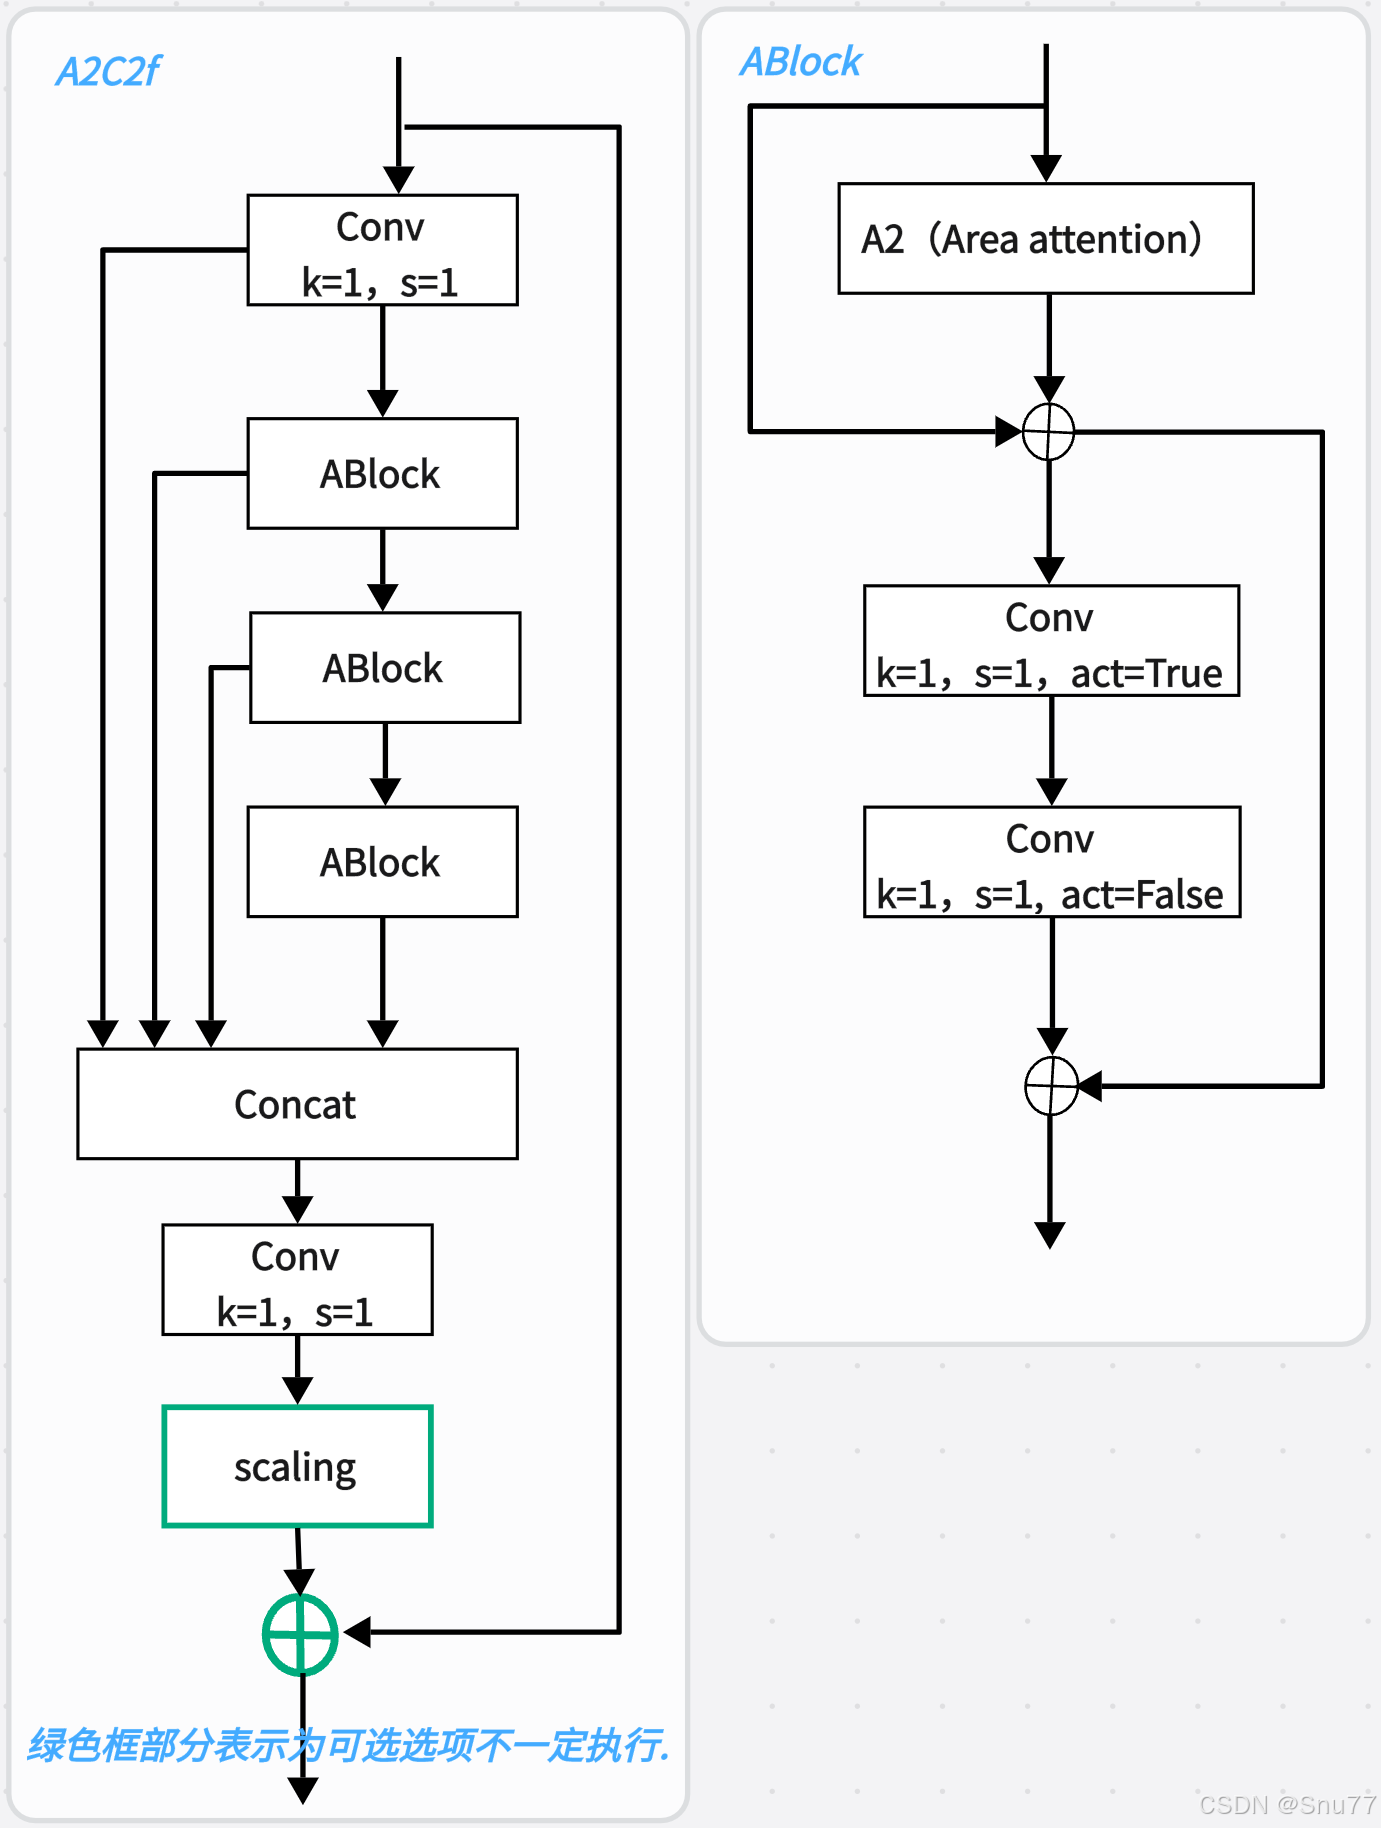 A2C2f
Conv
k=1，s=1
ABlock
ABlock
ABlock
Concat
Conv
k=1，s=1
scaling
绿色框部分表示为可选选项不一定执行.
ABlock
A2（Area attention）
Conv
k=1，s=1，act=True
Conv
k=1，s=1, act=False
CSDN @Snu77